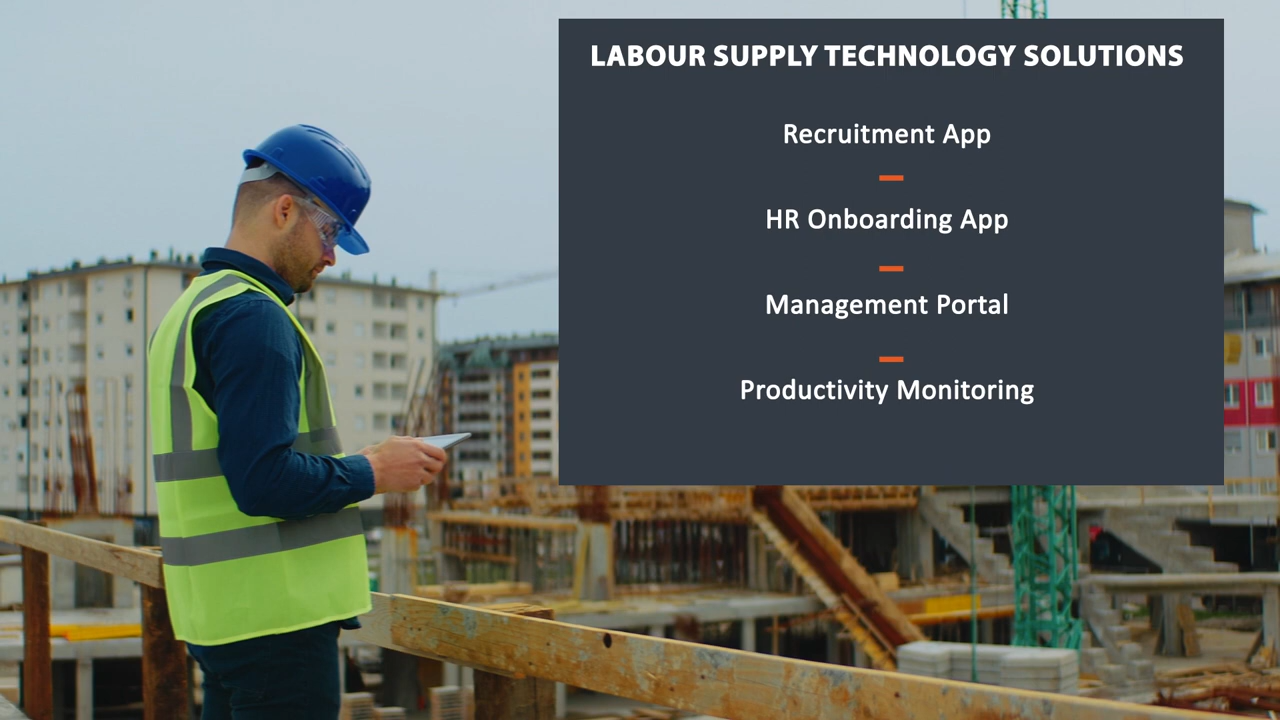 LABOUR SUPPLY TECHNOLOGY SOLUTIONS
Recruitment App
HR Onboarding App
Management Portal
Productivity Monitoring